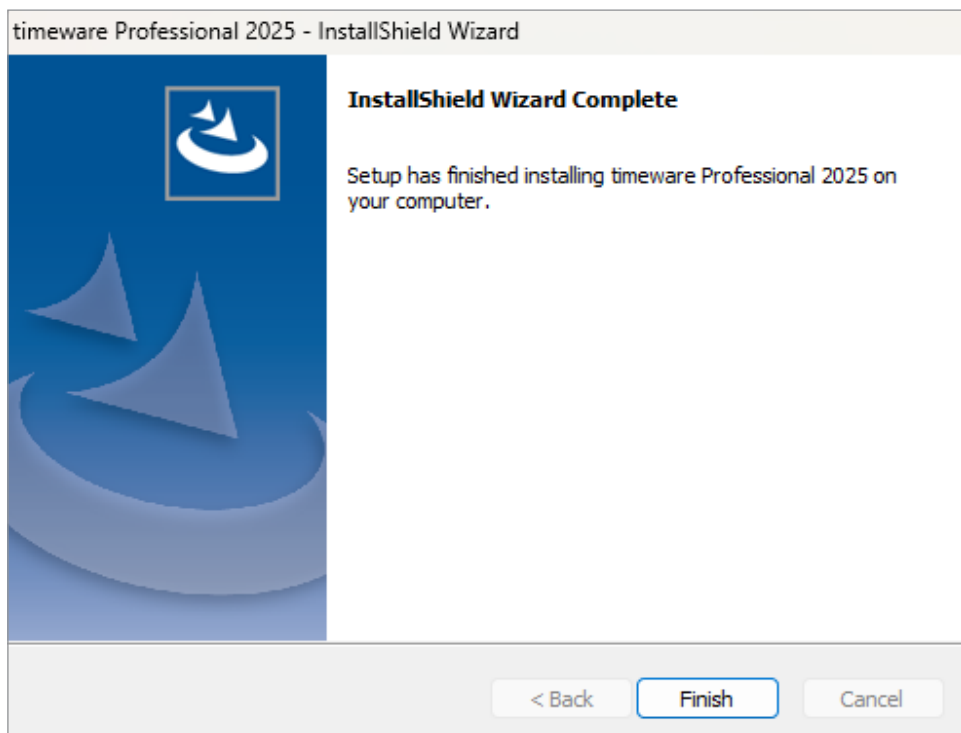 timeware Professional 2025 - InstallShield Wizard
InstallShield Wizard Complete
Setup has finished installing timeware Professional 2025 on
your computer.
< Back
Finish
Cancel